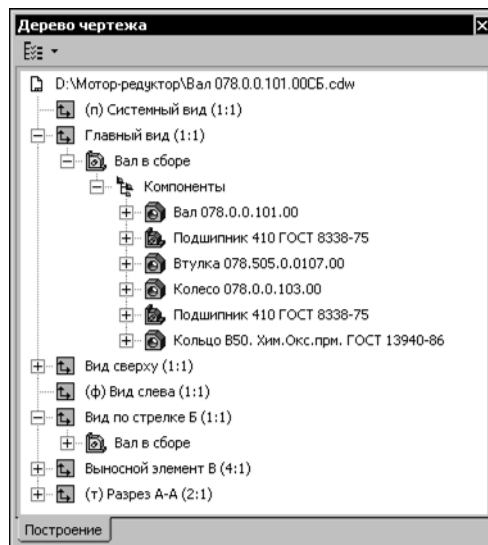 Дерево чертежа
D:\Мотор-редуктор\Вал 078.0.0.101.00СБ.cdw
(п) Системный вид (1:1)
Главный вид (1:1)
Вал в сборе
Компоненты
Вал 078.0.0.101.00
Подшипник 410 ГОСТ 8338-75
Втулка 078.505.0.0107.00
Колесо 078.0.0.103.00
Подшипник 410 ГОСТ 8338-75
Кольцо В50. Хим.Окс.прм. ГОСТ 13940-86
Вид сверху (1:1)
(ф) Вид слева (1:1)
Вид по стрелке Б (1:1)
Вал в сборе
Выносной элемент В (4:1)
(т) Разрез А-А (2:1)
Построение